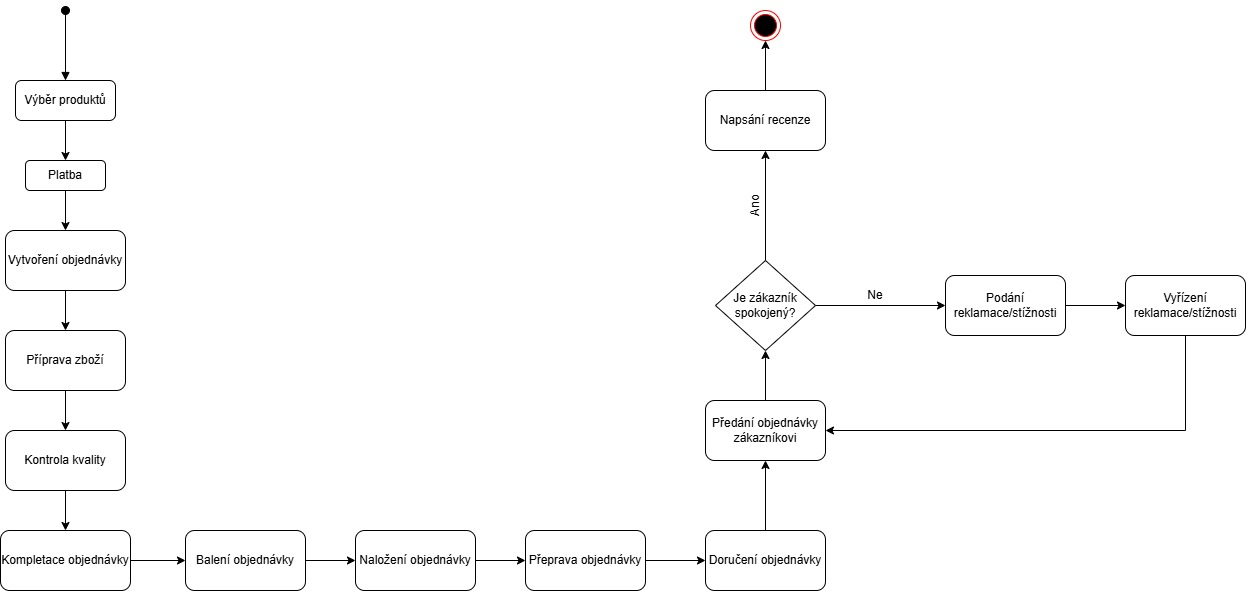 Výběr produktů
Platba
Vytvoření objednávky
Příprava zboží
Kontrola kvality
Kompletace objednávky
Balení objednávky
Naložení objednávky
Přeprava objednávky
Doručení objednávky
Předání objednávky
zákazníkovi
Je zákazník
spokojený?
Ne
Podání
reklamace/stížnosti
Vyřízení
reklamace/stížnosti
Ano
Napsání recenze